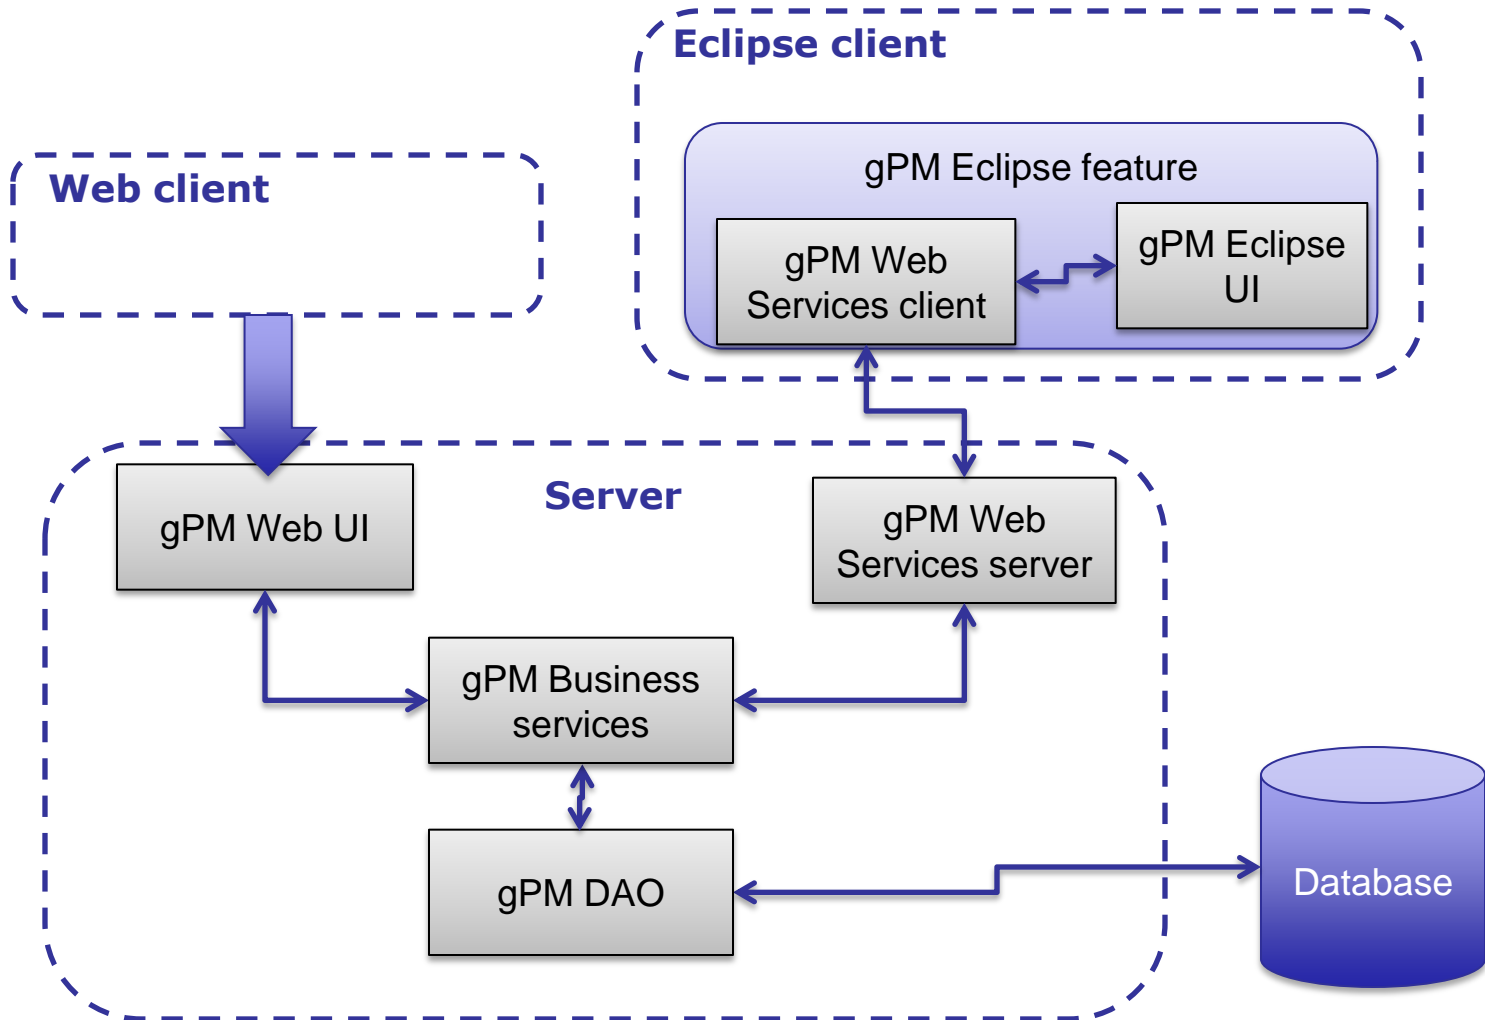 Eclipse client
Web client
gPM Eclipse feature
gPM Web
Services client
gPM Eclipse
UI
Server
gPM Web UI
gPM Web
Services server
gPM Business
services
gPM DAO
Database